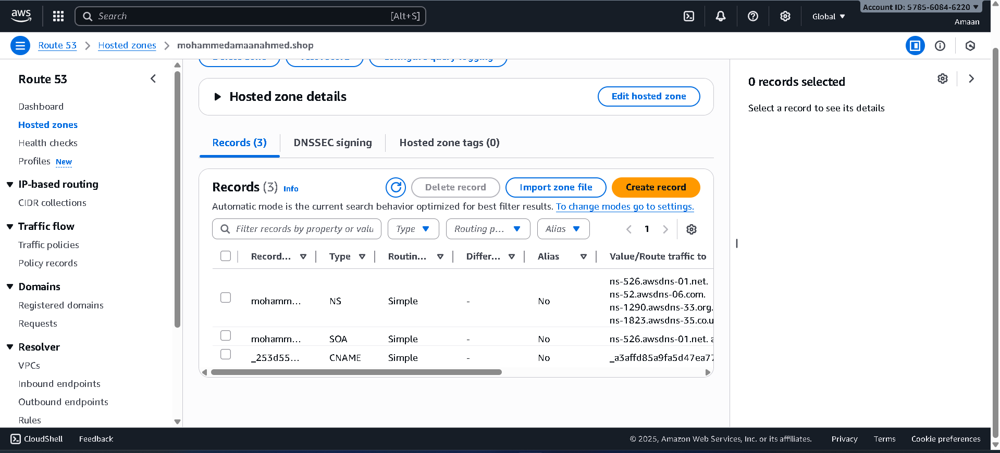 aws
Search
[Alt+S]
Global
Account ID: 5785-6084-6220
Amaan
Route 53
Hosted zones
mohammedamaanahmed.shop
Route 53
Dashboard
Hosted zones
Health checks
Profiles New
IP-based routing
CIDR collections
Traffic flow
Traffic policies
Policy records
Domains
Registered domains
Requests
Resolver
VPCs
Inbound endpoints
Outbound endpoints
Rules
Hosted zone details
Edit hosted zone
Records (3)
DNSSEC signing
Hosted zone tags (0)
Records (3) Info
Delete record
Import zone file
Create record
Automatic mode is the current search behavior optimized for best filter results. To change modes go to settings.
Filter records by property or valu
Type
Routing p...
Alias
1
Record... Type Routin... Differ... Alias Value/Route traffic to
mohamm... NS Simple - No
ns-526.awsdns-01.net.
ns-52.awsdns-06.com.
ns-1290.awsdns-33.org.
ns-1823.awsdns-35.co.u
mohamm... SOA Simple - No ns-526.awsdns-01.net. a
_253d55... CNAME Simple - No _a3affd85a9fa5d47ea77
0 records selected
Select a record to see its details
CloudShell
Feedback
© 2025, Amazon Web Services, Inc. or its affiliates.
Privacy
Terms
Cookie preferences